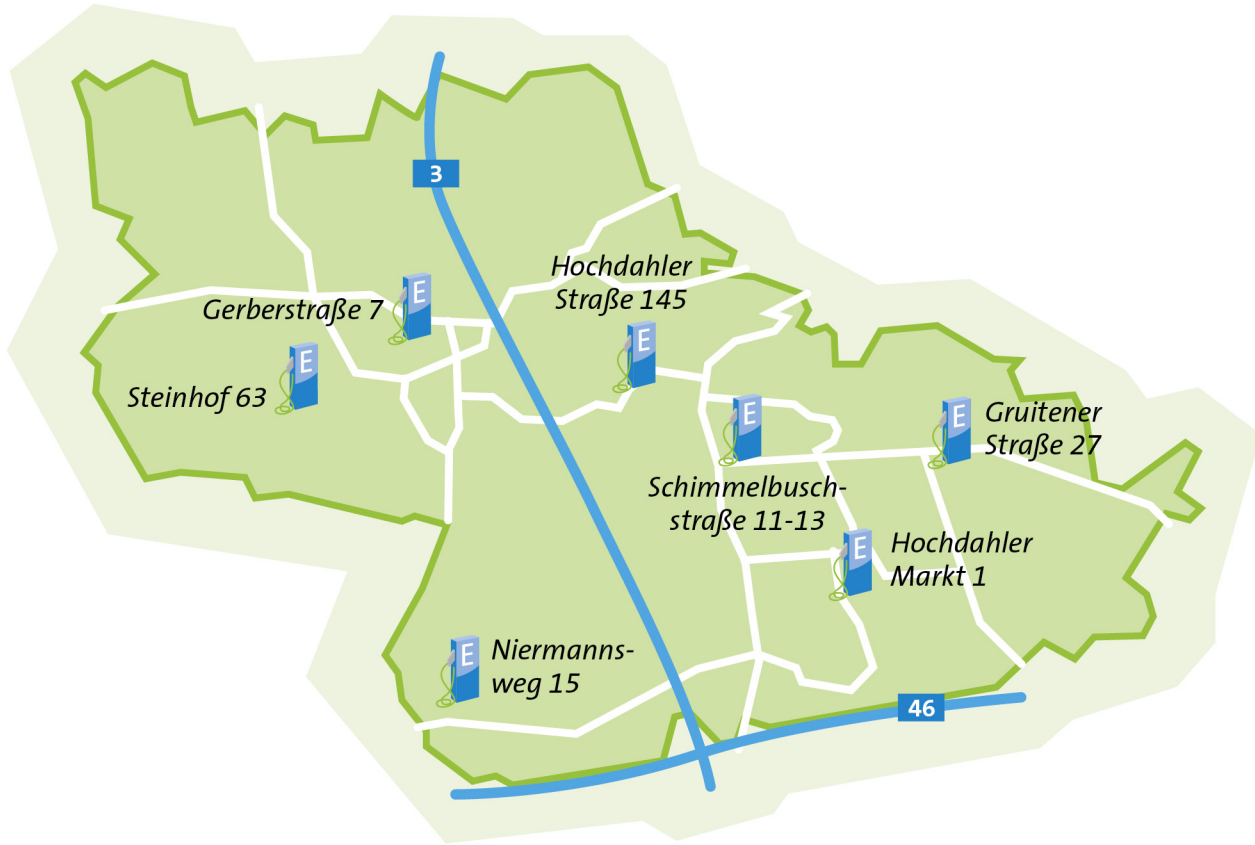 3
Hochdahler
Straße 145
E
Gerberstraße 7
E
E
Steinhof 63
E
E
Gruitener
Straße 27
E
Schimmelbusch-
straße 11-13
Hochdahler
Markt 1
E
Niermanns-
weg 15
E
46